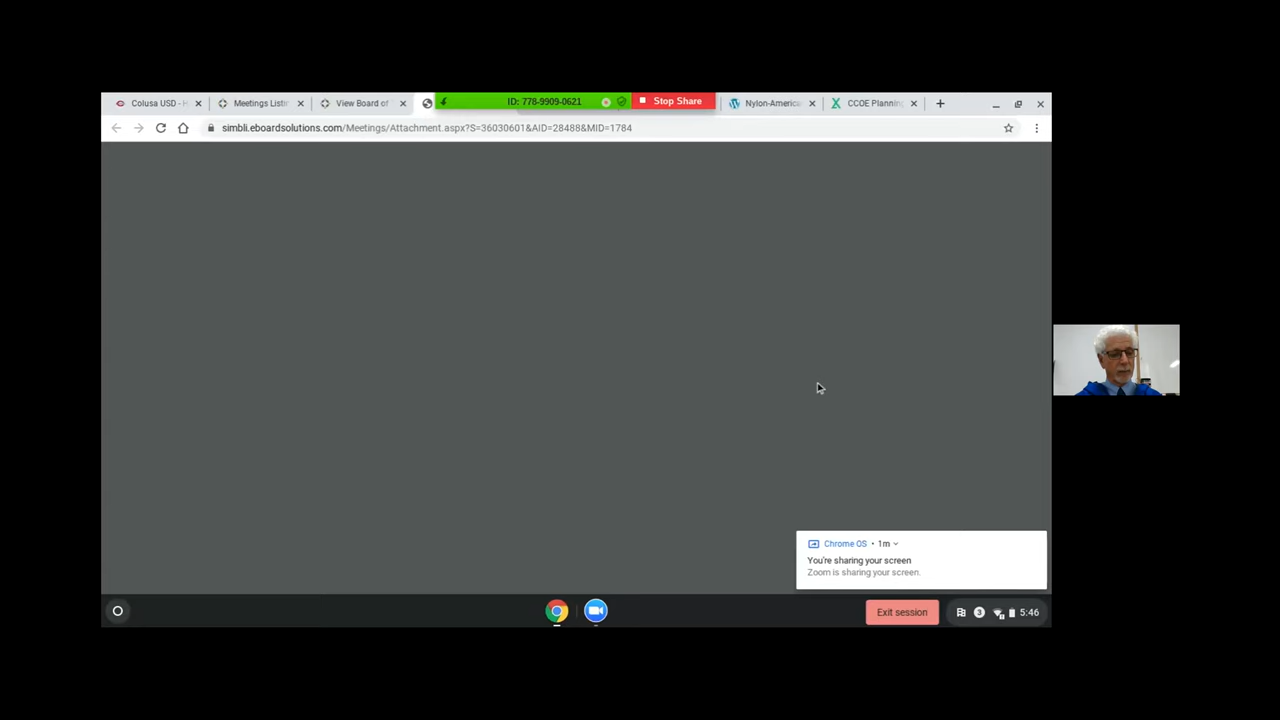 Colusa USD - H
Meetings Listin
View Board of
ID: 778-9909-0621
Stop Share
Nylon-America
CCOE Planning
simbli.eboardsolutions.com/Meetings/Attachment.aspx?S=36030601&AID=28488&MID=1784
Chrome OS • 1m
You're sharing your screen
Zoom is sharing your screen.
Exit session
3
5:46